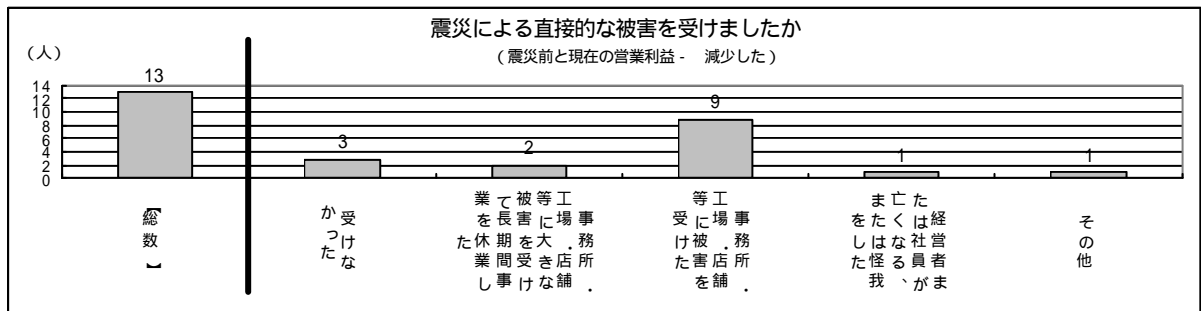 震災による直接的な被害を受けましたか
(震災前と現在の営業利益- 減少した)
(人)
14
12
10
8
6
4
2
0
13
3
2
9
1
1
【総数】
受けな
かった
事務所・
工場・店舗
等に大きな
被害を受け
て長期間事
業を休業し
た
事務所・
工場・店舗
等に被害を
受けた
経営者ま
たは社員が
亡くなる、
または怪我
をした
その他